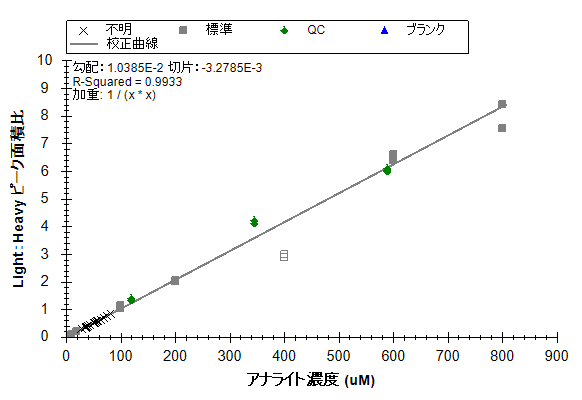 不明 標準 QC ブランク
校正曲線
勾配: 1.0385E-2 切片: -3.2785E-3
R-Squared = 0.9933
加重: 1 / (x * x)
Light: Heavy ピーク面積比
10
9
8
7
6
5
4
3
2
1
0
0 100 200 300 400 500 600 700 800 900
アナライト濃度 (uM)